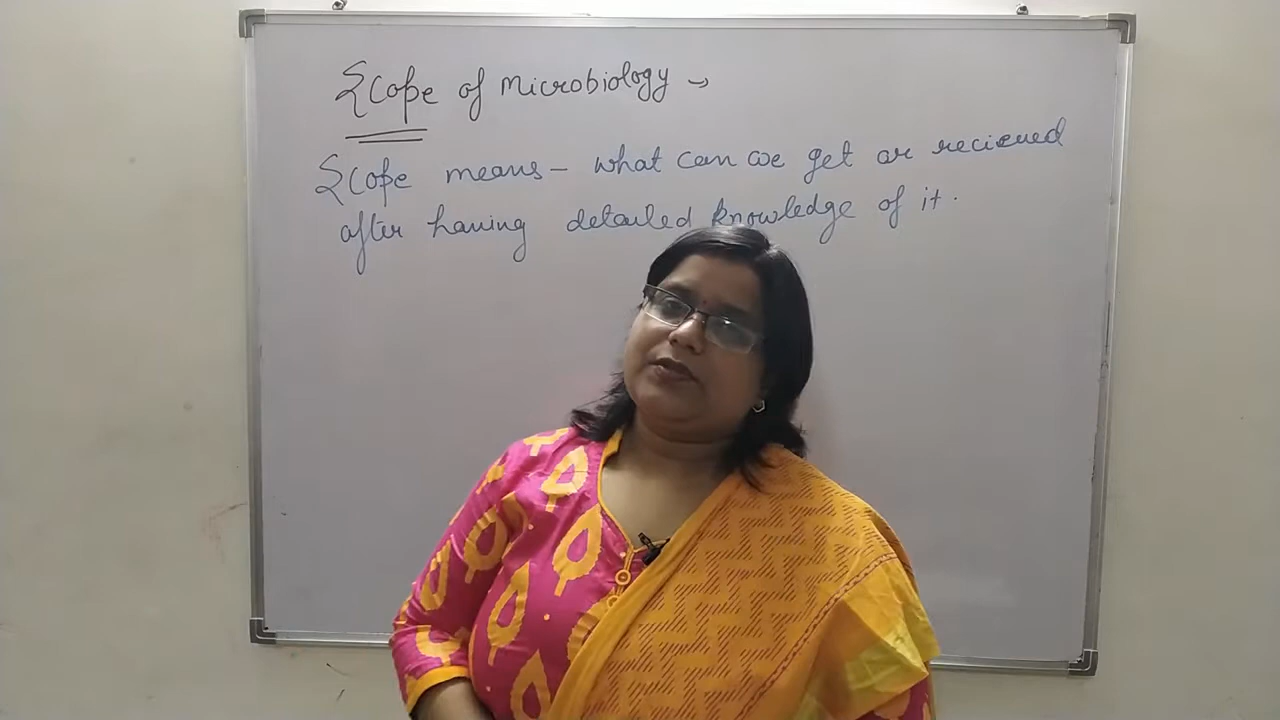 Scope of Microbiology →
Scope means - what can we get or recieved
after having detailed knowledge of it.